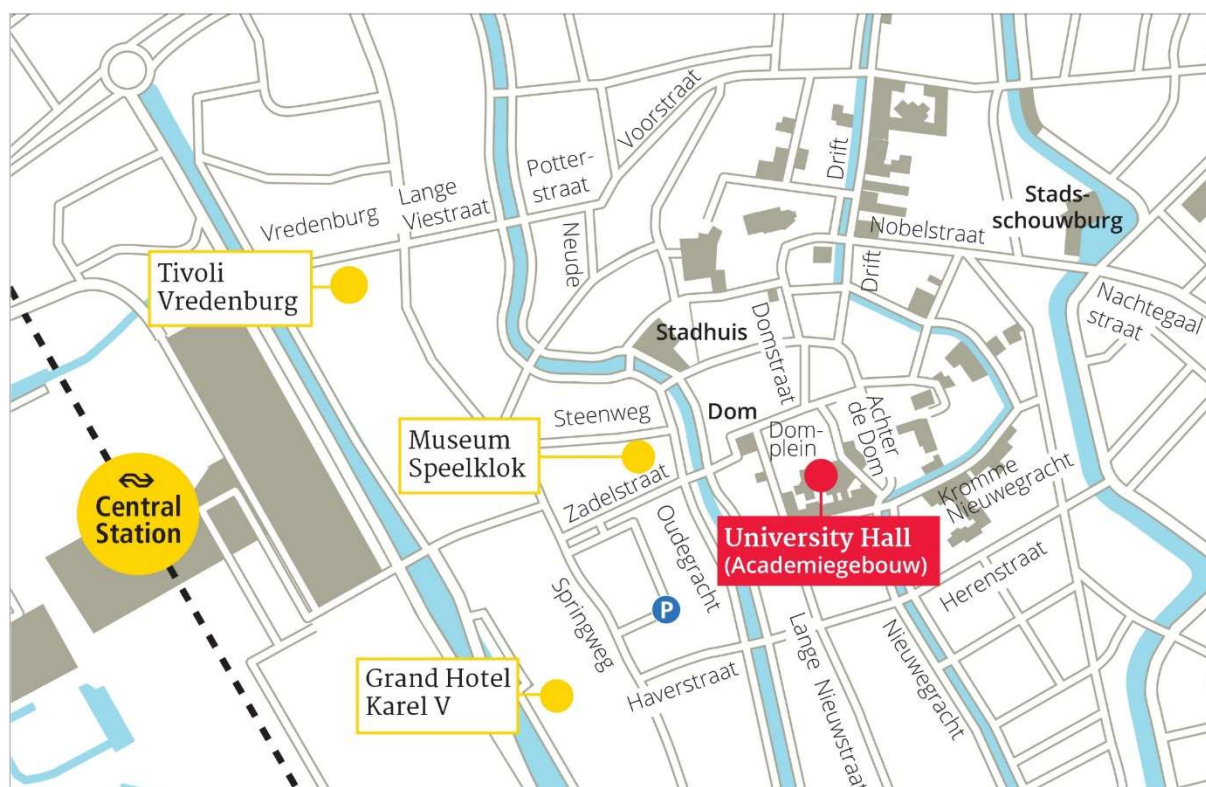 Voorstraat
Potter-
straat
Drift
Lange
Viestraat
Vredenburg
Neude
Stads-
schouwburg
Nobelstraat
Drift
Tivoli
Vredenburg
Nachtegaal
straat
Stadhuis
Domstraat
Steenweg
Dom
Achter
de Dom
Museum
Speelklok
Dom-
plein
Zadelstraat
Kromme
Nieuwegracht
Central
Station
Oudegracht
University Hall
(Academiegebouw)
Herenstraat
Springweg
P
Lange Nieuwstraat
Nieuwegracht
Haverstraat
Grand Hotel
Karel V